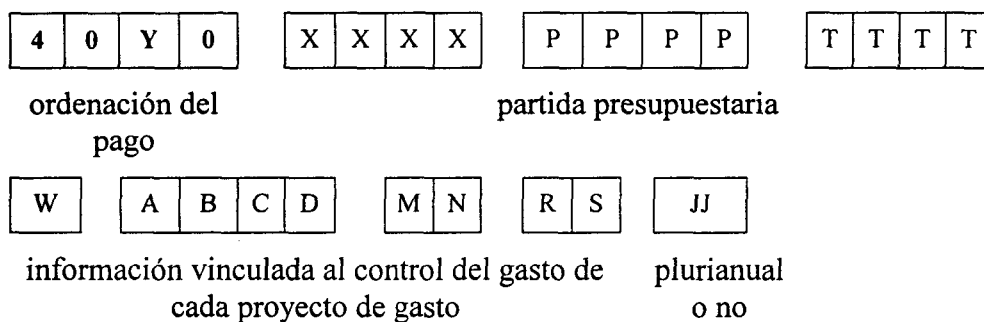 4 0 Y 0 X X X X P P P P T T T T
ordenación del partida presupuestaria
pago
W A B C D M N R S JJ
información vinculada al control del gasto de plurianual
cada proyecto de gasto o no